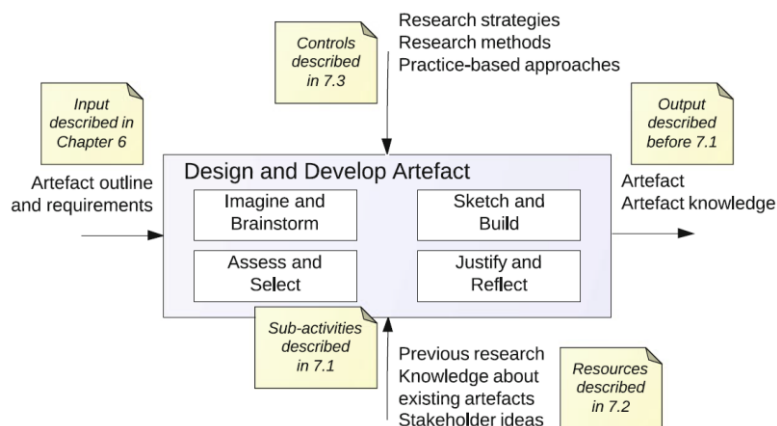 Controls
described
in 7.3
Research strategies
Research methods
Practice-based approaches
Input
described in
Chapter 6
Output
described
before 7.1
Artefact outline
and requirements
Design and Develop Artefact
Imagine and
Brainstorm
Sketch and
Build
Assess and
Select
Justify and
Reflect
Artefact
Artefact knowledge
Sub-activities
described
in 7.1
Previous research
Knowledge about
existing artefacts
Stakeholder ideas
Resources
described
in 7.2